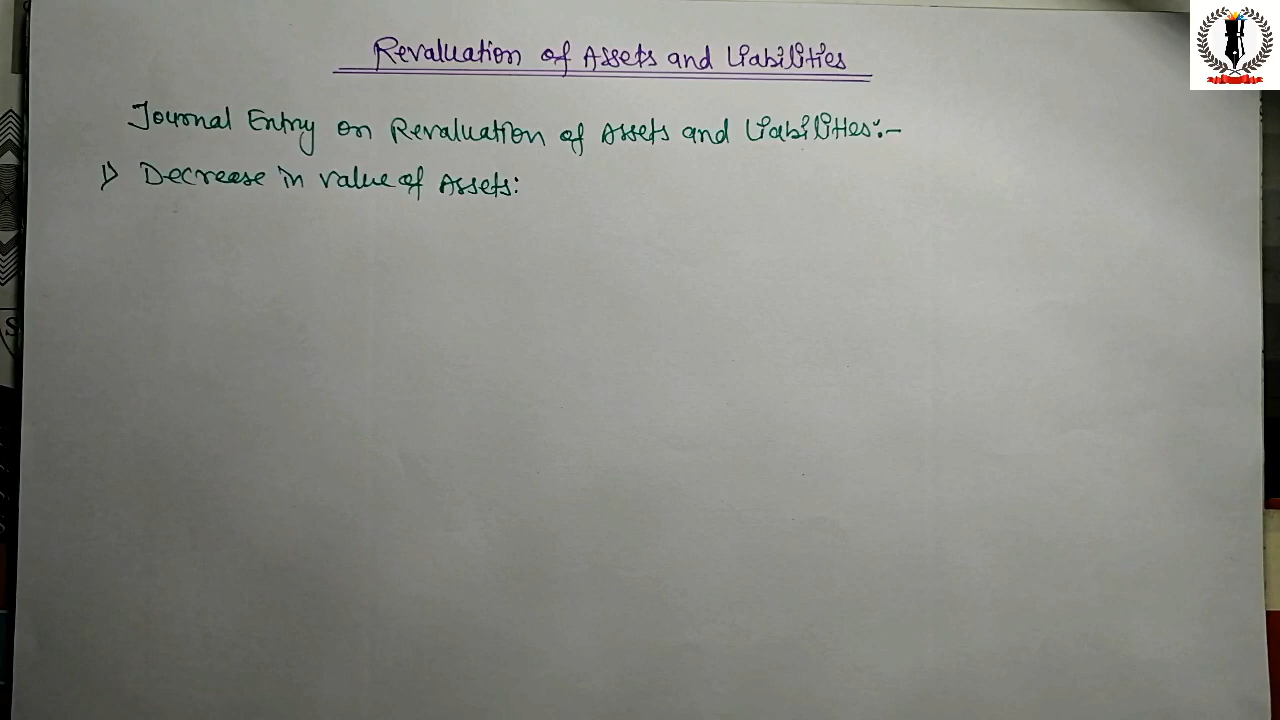 Revaluation of Assets and Liabilities
Journal Entry on Revaluation of Assets and Liabilities:-
1> Decrease in value of Assets: